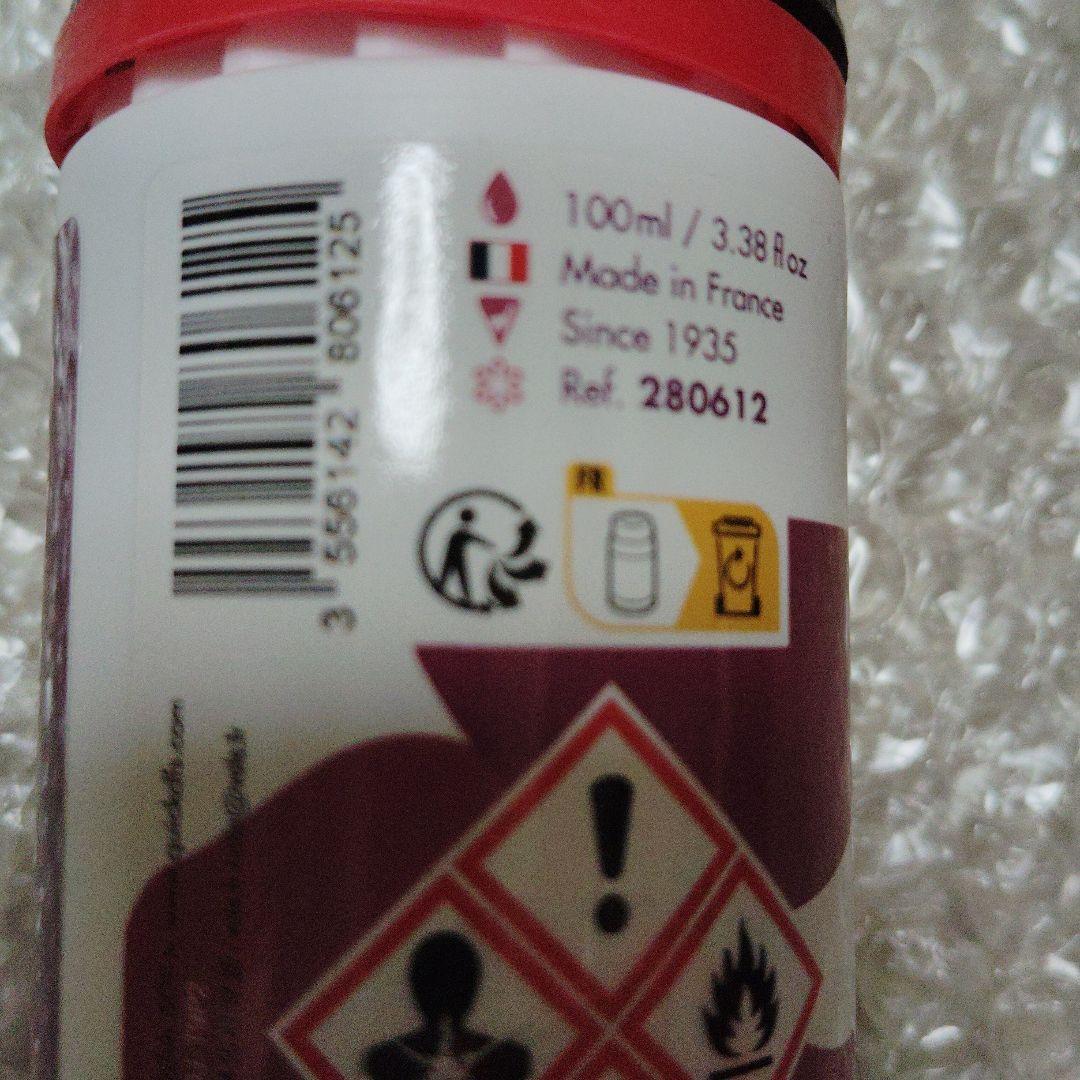 100ml / 3.38 fl oz
Made in France
Since 1935
Ref. 280612
3 556142 806125
FR